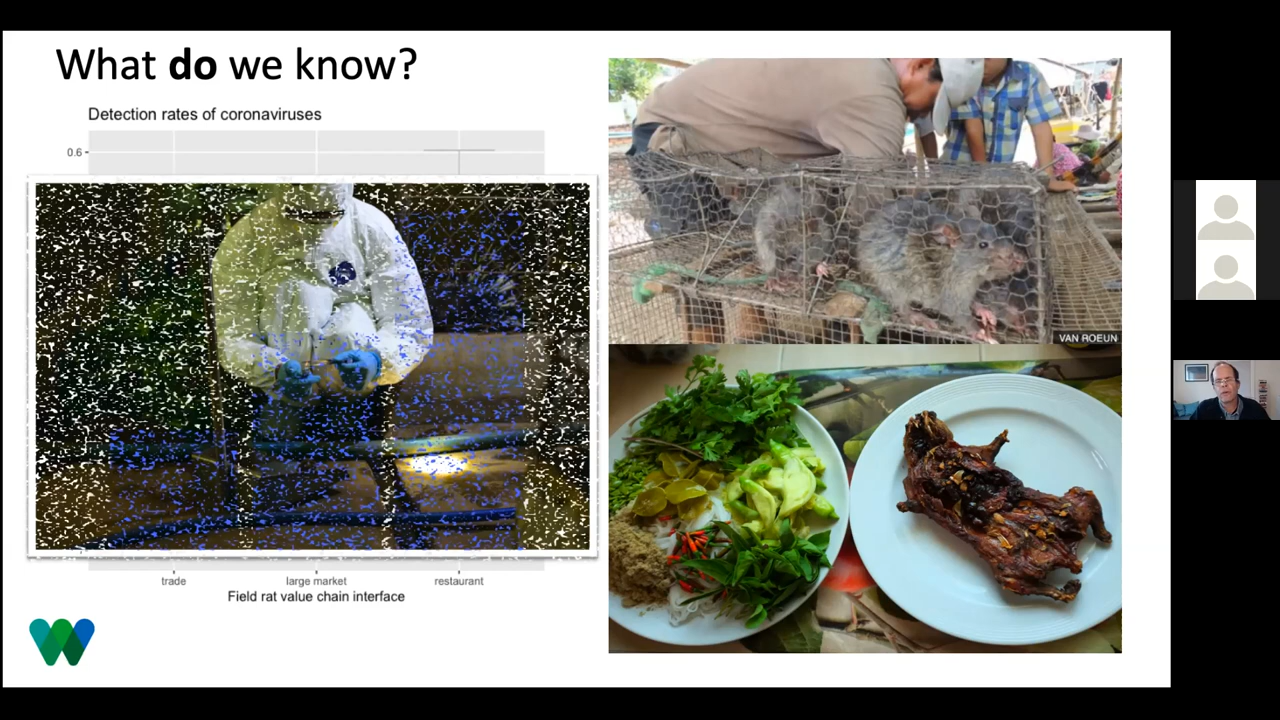 What do we know?
Detection rates of coronaviruses
0.6
trade large market restaurant
Field rat value chain interface
VAN ROEUN